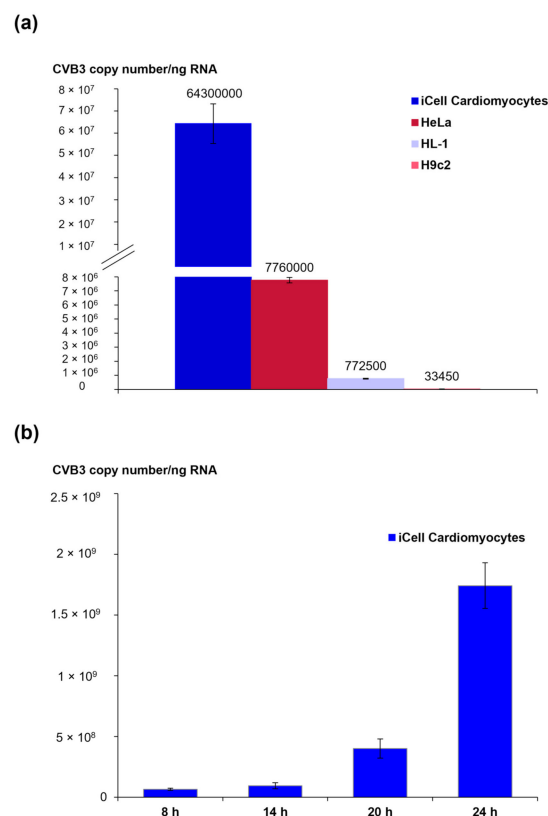 (a)
CVB3 copy number/ng RNA
8 × 10⁷
7 × 10⁷
6 × 10⁷
5 × 10⁷
4 × 10⁷
3 × 10⁷
2 × 10⁷
1 × 10⁷
8 × 10⁶
7 × 10⁶
6 × 10⁶
5 × 10⁶
4 × 10⁶
3 × 10⁶
2 × 10⁶
1 × 10⁶
0
64300000
7760000
772500
33450
iCell Cardiomyocytes
HeLa
HL-1
H9c2
(b)
CVB3 copy number/ng RNA
2.5 × 10⁹
2 × 10⁹
1.5 × 10⁹
1 × 10⁹
5 × 10⁸
0
iCell Cardiomyocytes
8 h 14 h 20 h 24 h